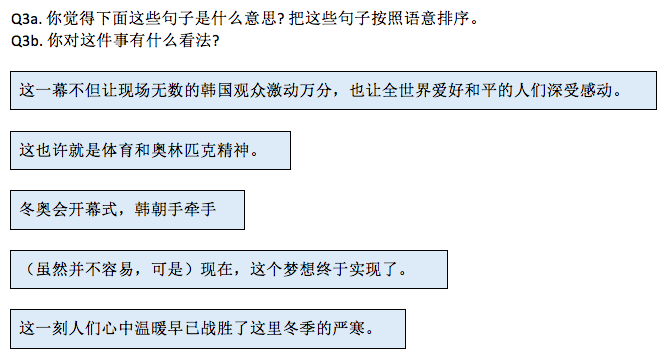 Q3a. 你觉得下面这些句子是什么意思? 把这些句子按照语意排序。
Q3b. 你对这件事有什么看法?
这一幕不但让现场无数的韩国观众激动万分，也让全世界爱好和平的人们深受感动。
这也许就是体育和奥林匹克精神。
冬奥会开幕式，韩朝手牵手
（虽然并不容易，可是）现在，这个梦想终于实现了。
这一刻人们心中温暖早已战胜了这里冬季的严寒。